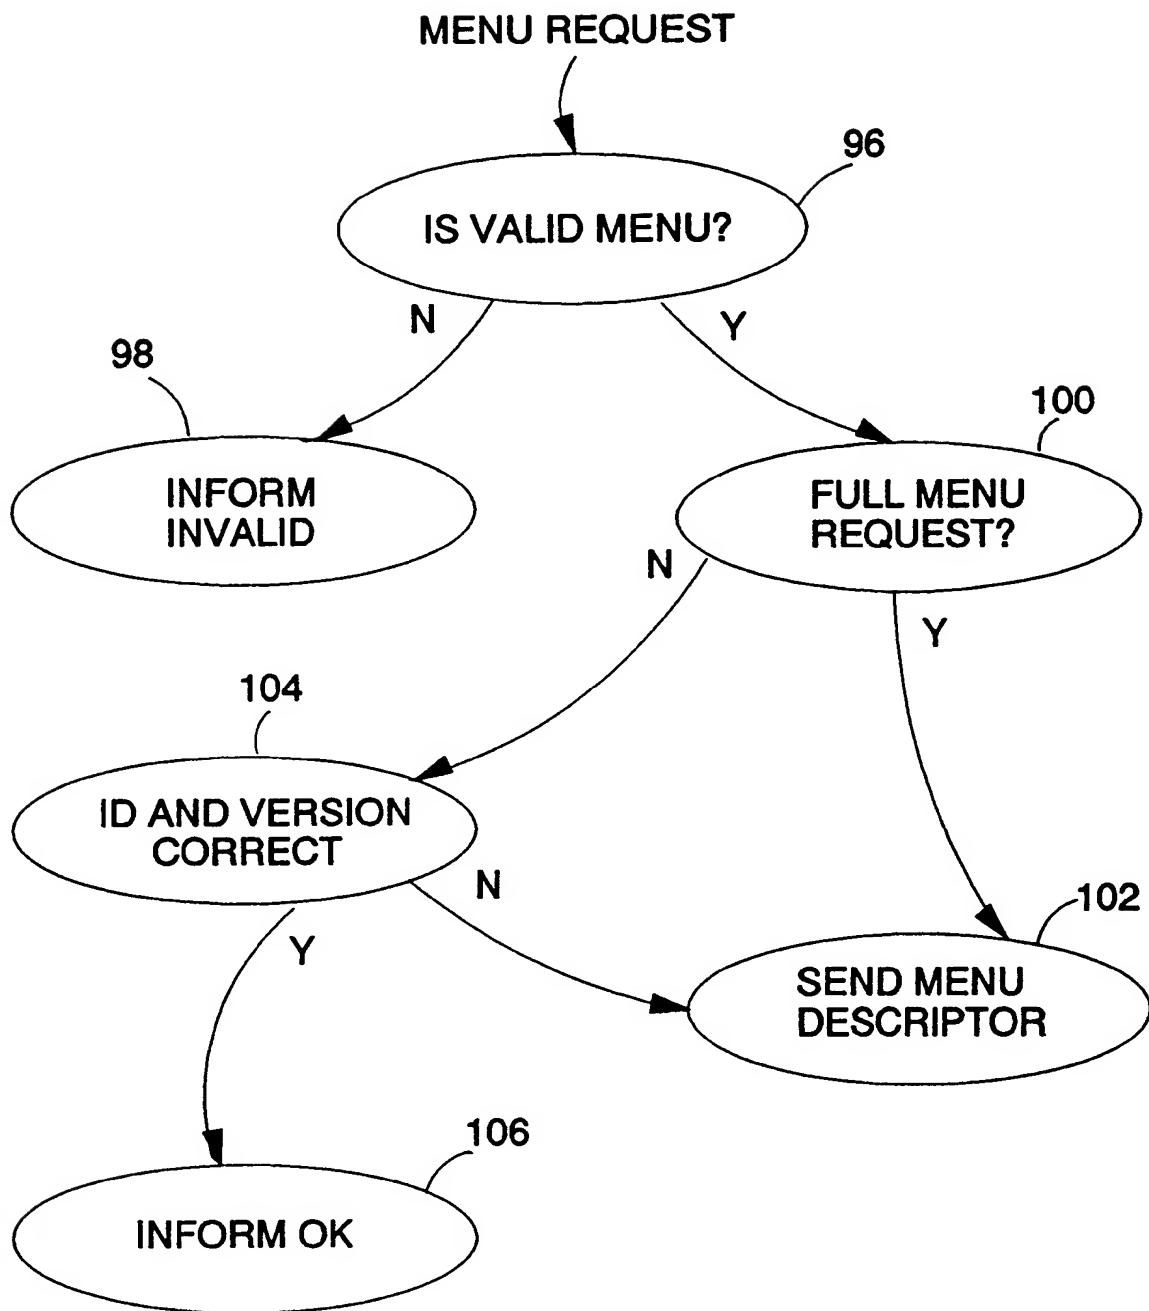 MENU REQUEST
96
IS VALID MENU?
N
Y
98
100
INFORM
INVALID
FULL MENU
REQUEST?
N
Y
104
ID AND VERSION
CORRECT
N
102
Y
SEND MENU
DESCRIPTOR
106
INFORM OK